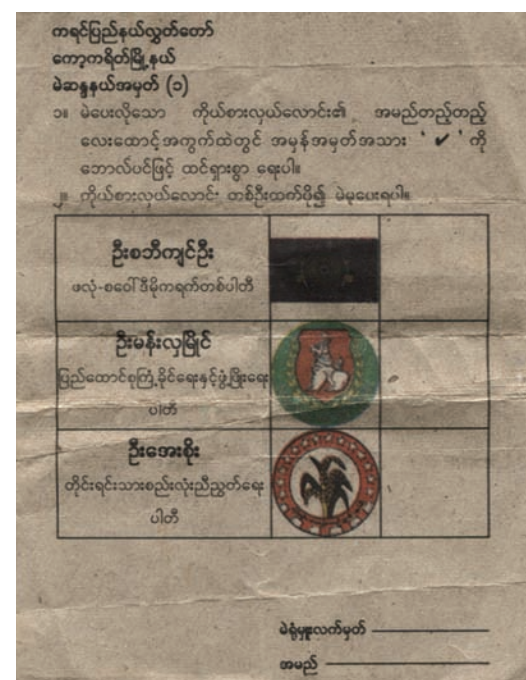 ကရင်ပြည်နယ်လွှတ်တော်
ကော့ကရိတ်မြို့နယ်
မဲဆန္ဒနယ်အမှတ် (၁)
၁။ မဲပေးလိုသော ကိုယ်စားလှယ်လောင်း၏ အမည်တည့်တည့်
လေးထောင့်အကွက်ထဲတွင် အမှန်အမှတ်အသား ' ✔ ' ကို
ဘောလ်ပင်ဖြင့် ထင်ရှားစွာ ရေးပါ။
၂။ ကိုယ်စားလှယ်လောင်း တစ်ဦးထက်ပို၍ မဲမပေးရပါ။
ဦးစဘီကျင်ဦး
ဖလုံ-စဝေါ်ဒီမိုကရက်တစ်ပါတီ
ဦးမန်းလှမြိုင်
ပြည်ထောင်စုကြံ့ခိုင်ရေးနှင့်ဖွံ့ဖြိုးရေး
ပါတီ
ဦးအေးစိုး
တိုင်းရင်းသားစည်းလုံးညီညွတ်ရေး
ပါတီ
မဲရုံမှူးလက်မှတ်
အမည်